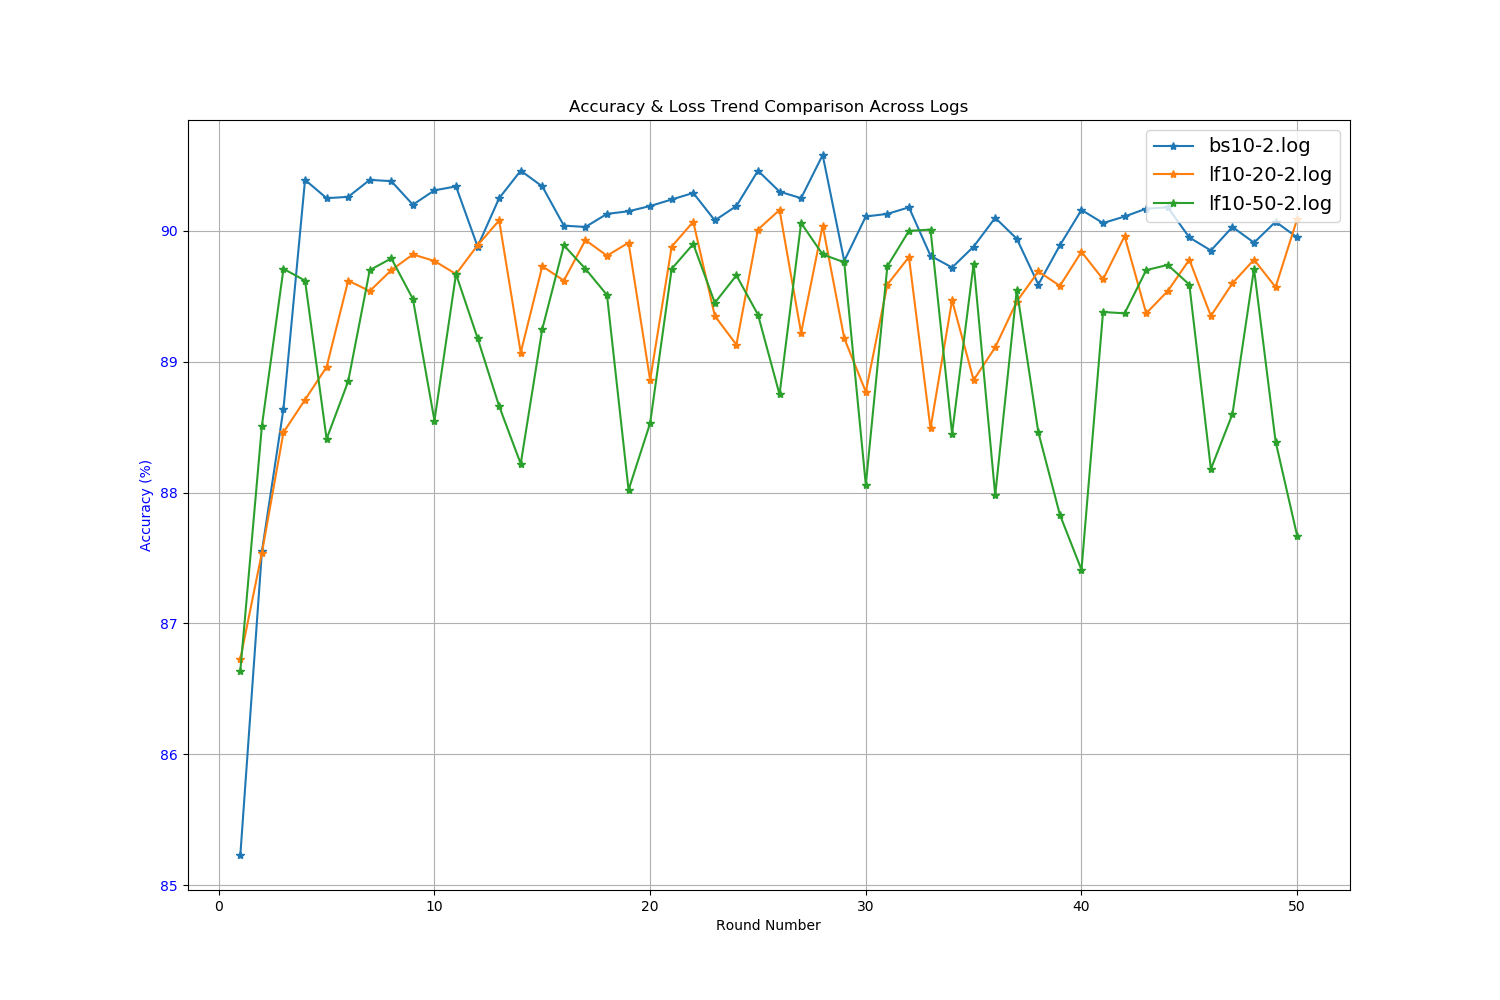 Accuracy & Loss Trend Comparison Across Logs
bs10-2.log
lf10-20-2.log
lf10-50-2.log
90
89
88
87
86
85
Accuracy (%)
0 10 20 30 40 50
Round Number